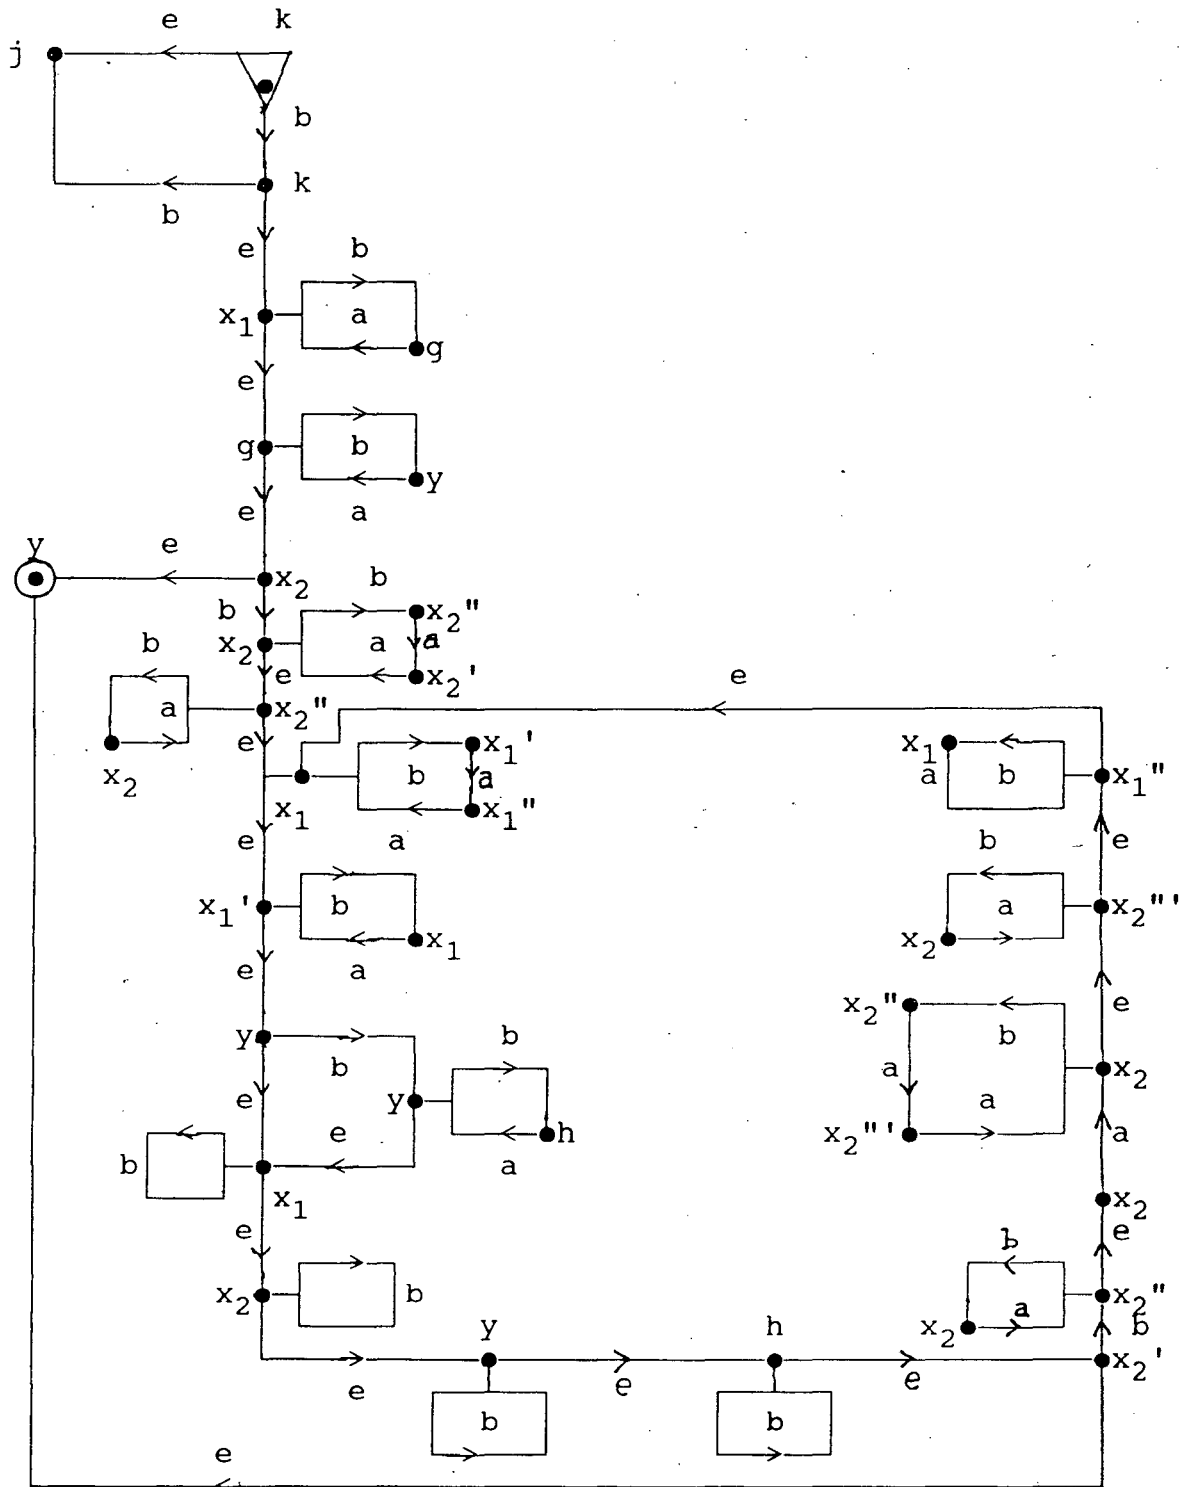 e k
j
b
k
b
e b
x₁ a
g
e
g b
y
e a
y e
x₂ b
b x₂"
x₂ a a
b e x₂' e
a x₂"
e x₁' x₁
x₂ b a a b x₁"
x₁ x₁"
e a b e
x₁' b a x₂"'
x₁ x₂
e a
x₂" e
y b b
b
e y a a x₂
e h x₂"' a
b a
x₁ x₂
e b e
x₂ b x₂"
y h x₂ a b
x₂'
e e e
b b
e